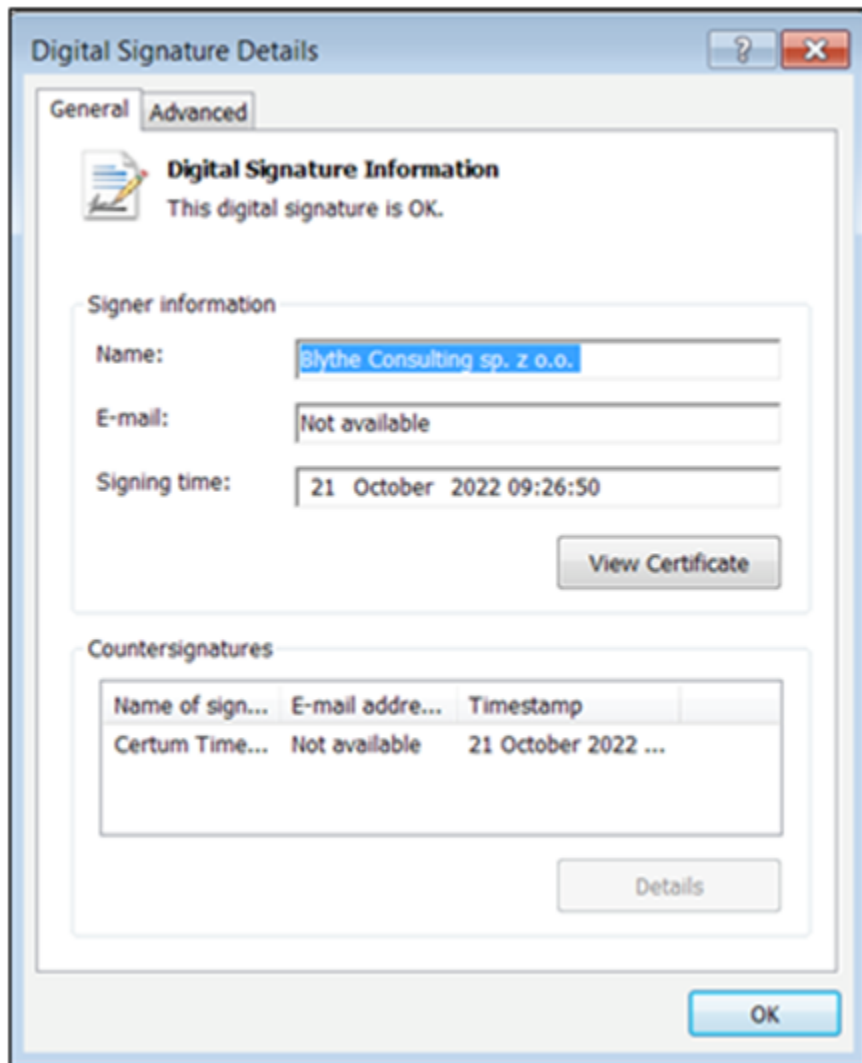 Digital Signature Details
General Advanced
Digital Signature Information
This digital signature is OK.
Signer information
Name: Blythe Consulting sp. z o.o.
E-mail: Not available
Signing time: 21 October 2022 09:26:50
View Certificate
Countersignatures
Name of sign... E-mail addre... Timestamp
Certum Time... Not available 21 October 2022 ...
Details
OK